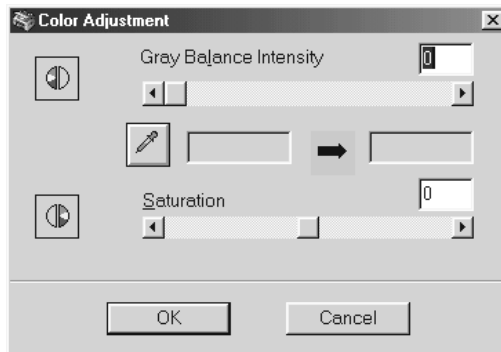 Color Adjustment
Gray Balance Intensity
0
Saturation
0
OK
Cancel